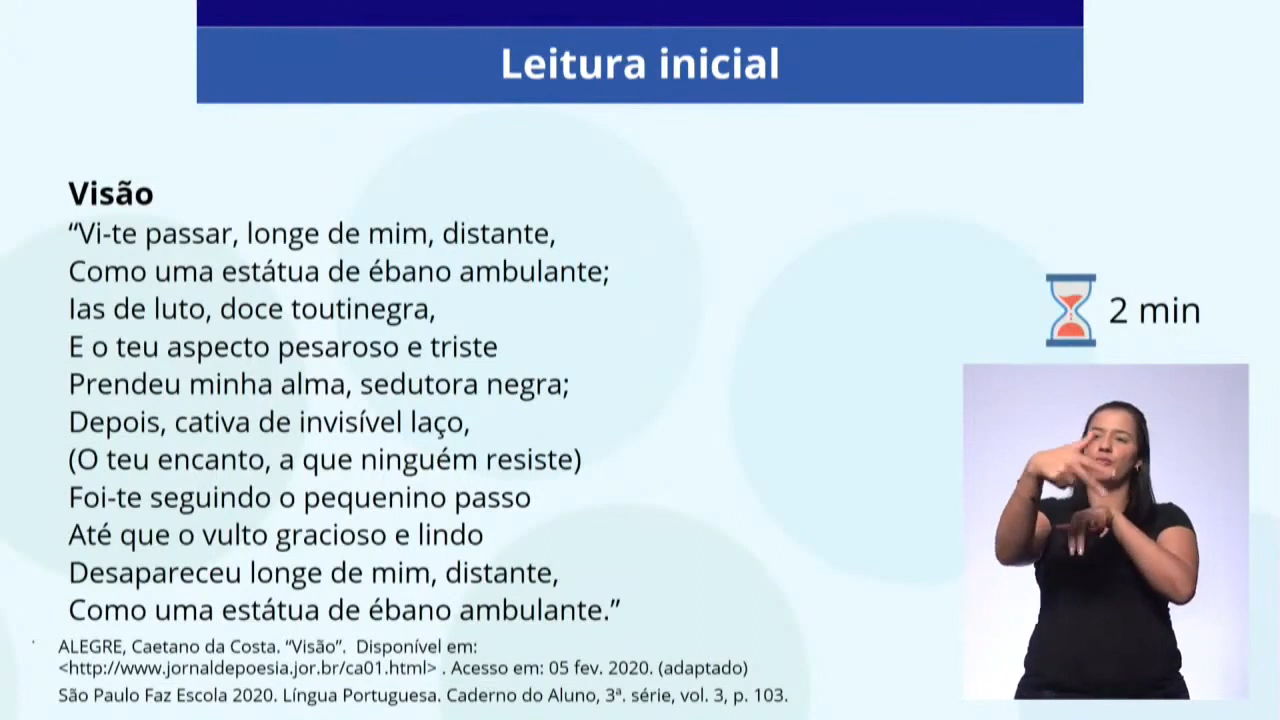 Leitura inicial
Visão
“Vi-te passar, longe de mim, distante,
Como uma estátua de ébano ambulante;
Ias de luto, doce toutinegra,
E o teu aspecto pesaroso e triste
Prendeu minha alma, sedutora negra;
Depois, cativa de invisível laço,
(O teu encanto, a que ninguém resiste)
Foi-te seguindo o pequenino passo
Até que o vulto gracioso e lindo
Desapareceu longe de mim, distante,
Como uma estátua de ébano ambulante.”
2 min
ALEGRE, Caetano da Costa. “Visão”. Disponível em:
<http://www.jornaldepoesia.jor.br/ca01.html> . Acesso em: 05 fev. 2020. (adaptado)
São Paulo Faz Escola 2020. Língua Portuguesa. Caderno do Aluno, 3ª. série, vol. 3, p. 103.